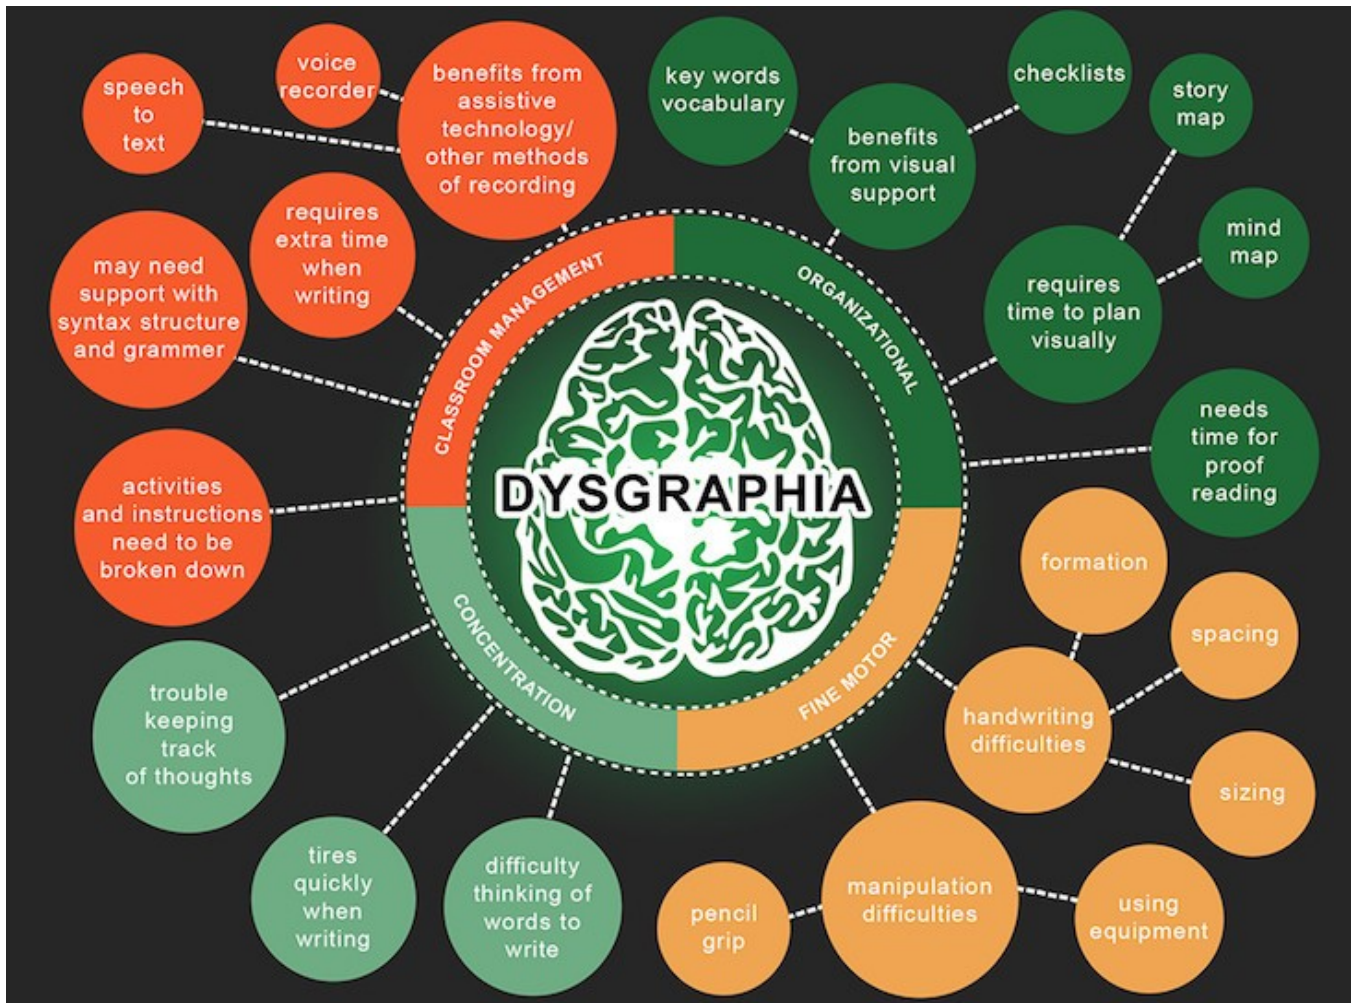 speech
to
text
voice
recorder
benefits from
assistive
technology/
other methods
of recording
requires
extra time
when
writing
may need
support with
syntax structure
and grammer
activities
and instructions
need to be
broken down
CLASSROOM MANAGEMENT
key words
vocabulary
benefits
from visual
support
checklists
story
map
mind
map
requires
time to plan
visually
needs
time for
proof
reading
ORGANIZATIONAL
DYSGRAPHIA
CONCENTRATION
trouble
keeping
track
of thoughts
tires
quickly
when
writing
difficulty
thinking of
words to
write
FINE MOTOR
formation
spacing
handwriting
difficulties
sizing
manipulation
difficulties
pencil
grip
using
equipment